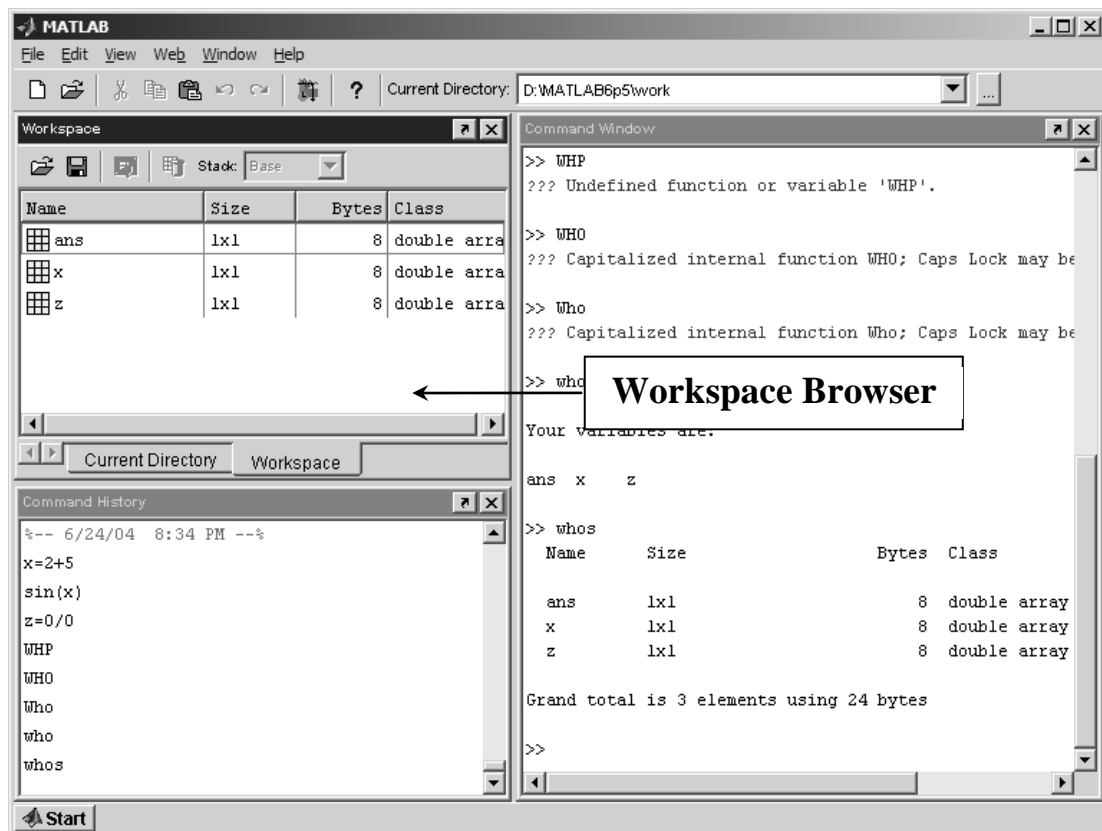 MATLAB
File Edit View Web Window Help
? Current Directory: D:\MATLAB6p5\work ...
Workspace
Stack: Base
Name Size Bytes Class
ans 1x1 8 double arra
x 1x1 8 double arra
z 1x1 8 double arra
Current Directory Workspace
Command History
%-- 6/24/04 8:34 PM --%
x=2+5
sin(x)
z=0/0
WHP
WHO
Who
who
whos
Command Window
>> WHP
??? Undefined function or variable 'WHP'.
>> WHO
??? Capitalized internal function WHO; Caps Lock may be
>> Who
??? Capitalized internal function Who; Caps Lock may be
>> who
Workspace Browser
Your variables are:
ans x z
>> whos
Name Size Bytes Class
ans 1x1 8 double array
x 1x1 8 double array
z 1x1 8 double array
Grand total is 3 elements using 24 bytes
>>
Start